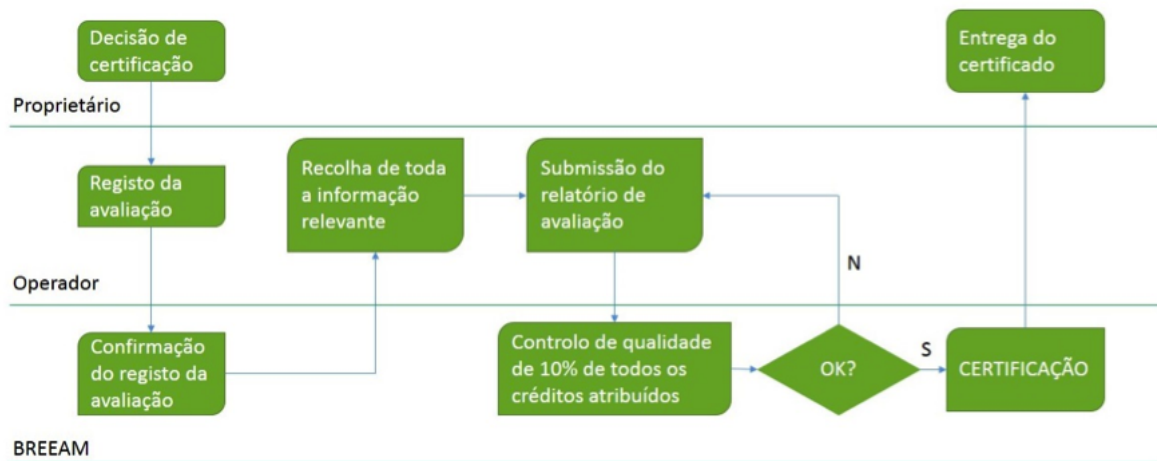 Decisão de
certificação
Entrega do
certificado
Proprietário
Registo da
avaliação
Recolha de toda
a informação
relevante
Submissão do
relatório de
avaliação
N
Operador
Confirmação
do registo da
avaliação
Controlo de qualidade
de 10% de todos os
créditos atribuídos
OK?
S
CERTIFICAÇÃO
BREEAM